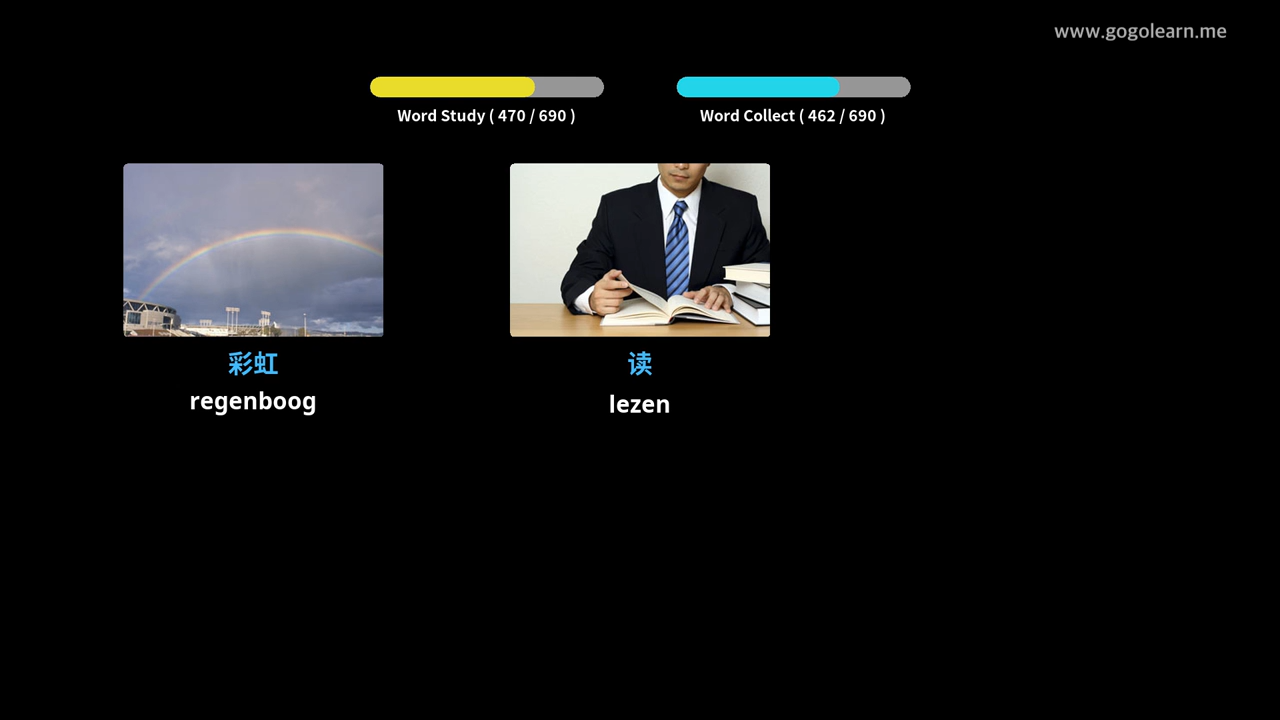 www.gogolearn.me
Word Study ( 470 / 690 )
Word Collect ( 462 / 690 )
彩虹
regenboog
读
lezen